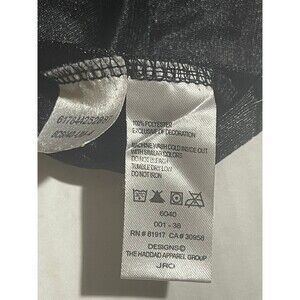 100% POLYESTER
EXCLUSIVE OF DECORATION
MACHINE WASH COLD INSIDE OUT
WITH SIMILAR COLORS
DO NOT BLEACH
TUMBLE DRY LOW
DO NOT IRON
6040
001 - 36
RN # 81917 CA# 30958
DESIGNS©
THE HADDAD APPAREL GROUP
JRO